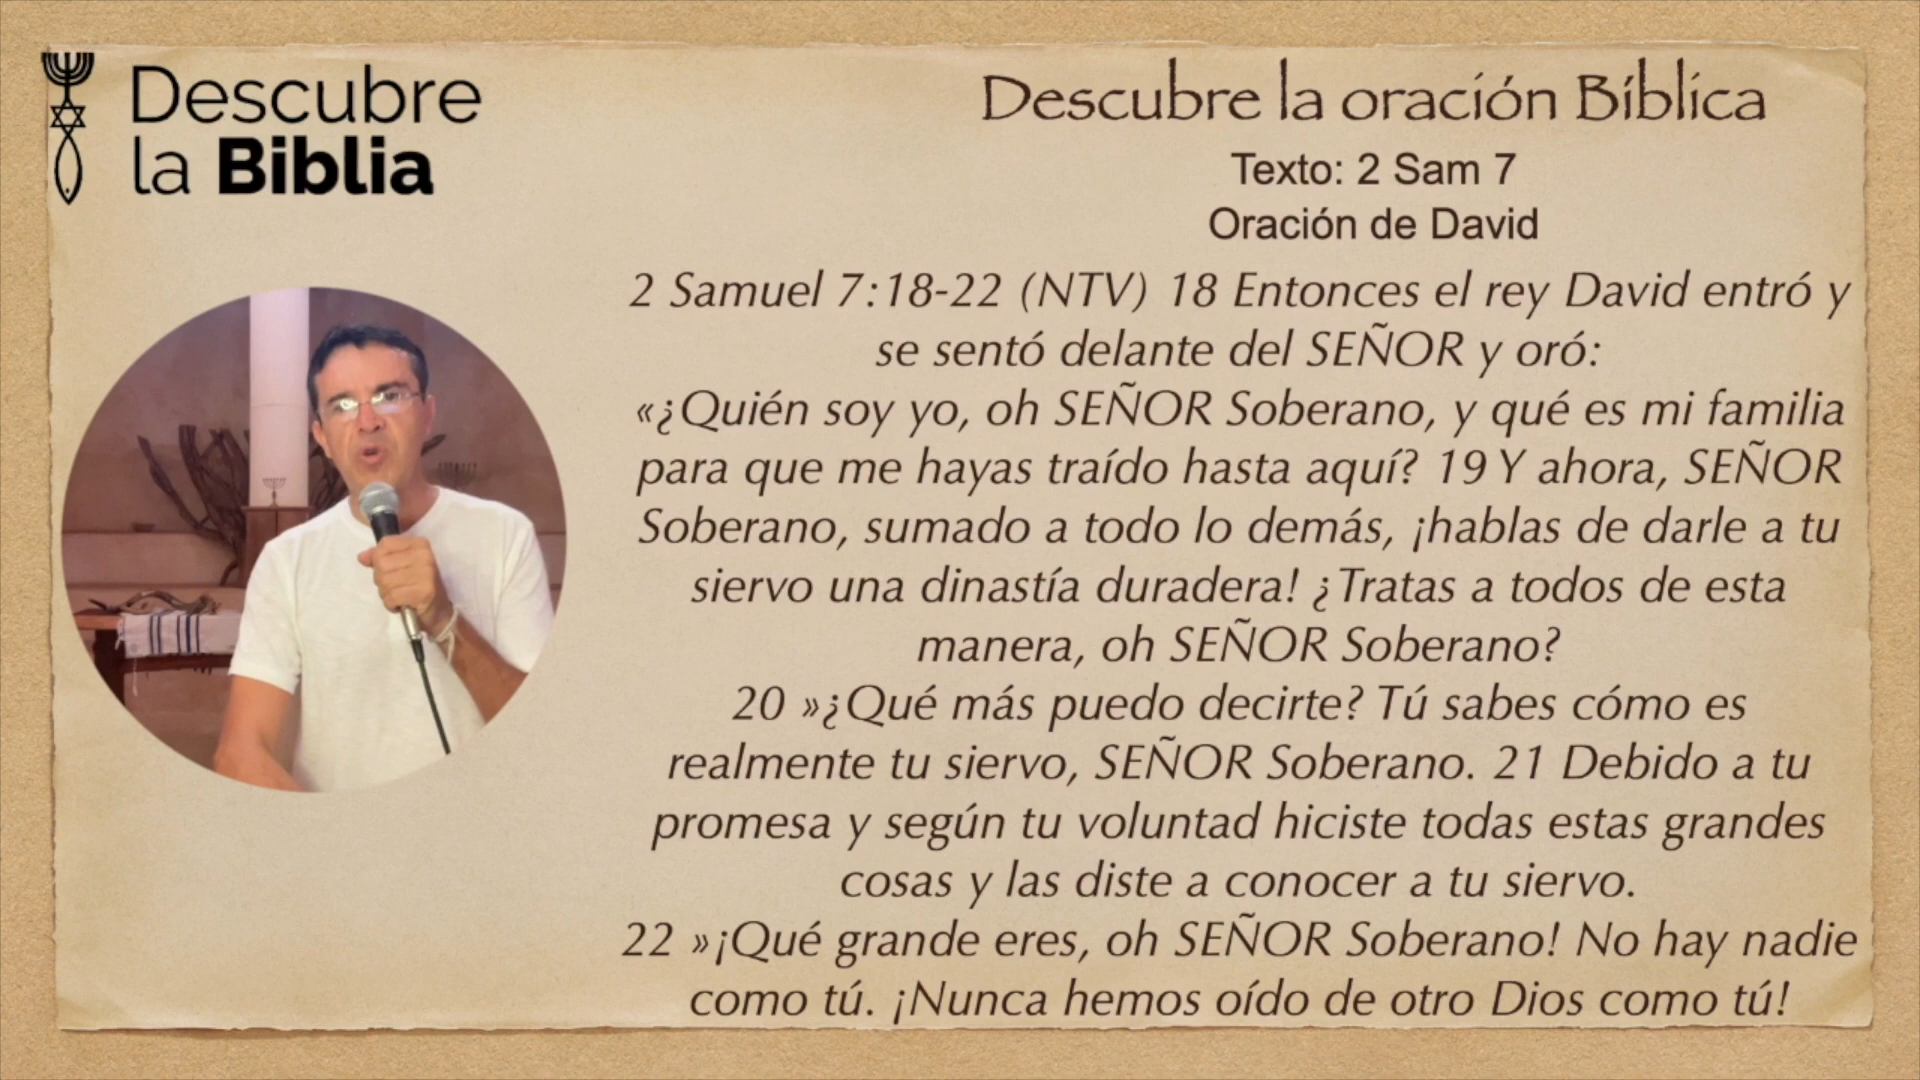 Descubre
la Biblia
Descubre la oración Bíblica
Texto: 2 Sam 7
Oración de David
2 Samuel 7:18-22 (NTV) 18 Entonces el rey David entró y
se sentó delante del SEÑOR y oró:
«¿Quién soy yo, oh SEÑOR Soberano, y qué es mi familia
para que me hayas traído hasta aquí? 19 Y ahora, SEÑOR
Soberano, sumado a todo lo demás, ¡hablas de darle a tu
siervo una dinastía duradera! ¿Tratas a todos de esta
manera, oh SEÑOR Soberano?
20 »¿Qué más puedo decirte? Tú sabes cómo es
realmente tu siervo, SEÑOR Soberano. 21 Debido a tu
promesa y según tu voluntad hiciste todas estas grandes
cosas y las diste a conocer a tu siervo.
22 »¡Qué grande eres, oh SEÑOR Soberano! No hay nadie
como tú. ¡Nunca hemos oído de otro Dios como tú!